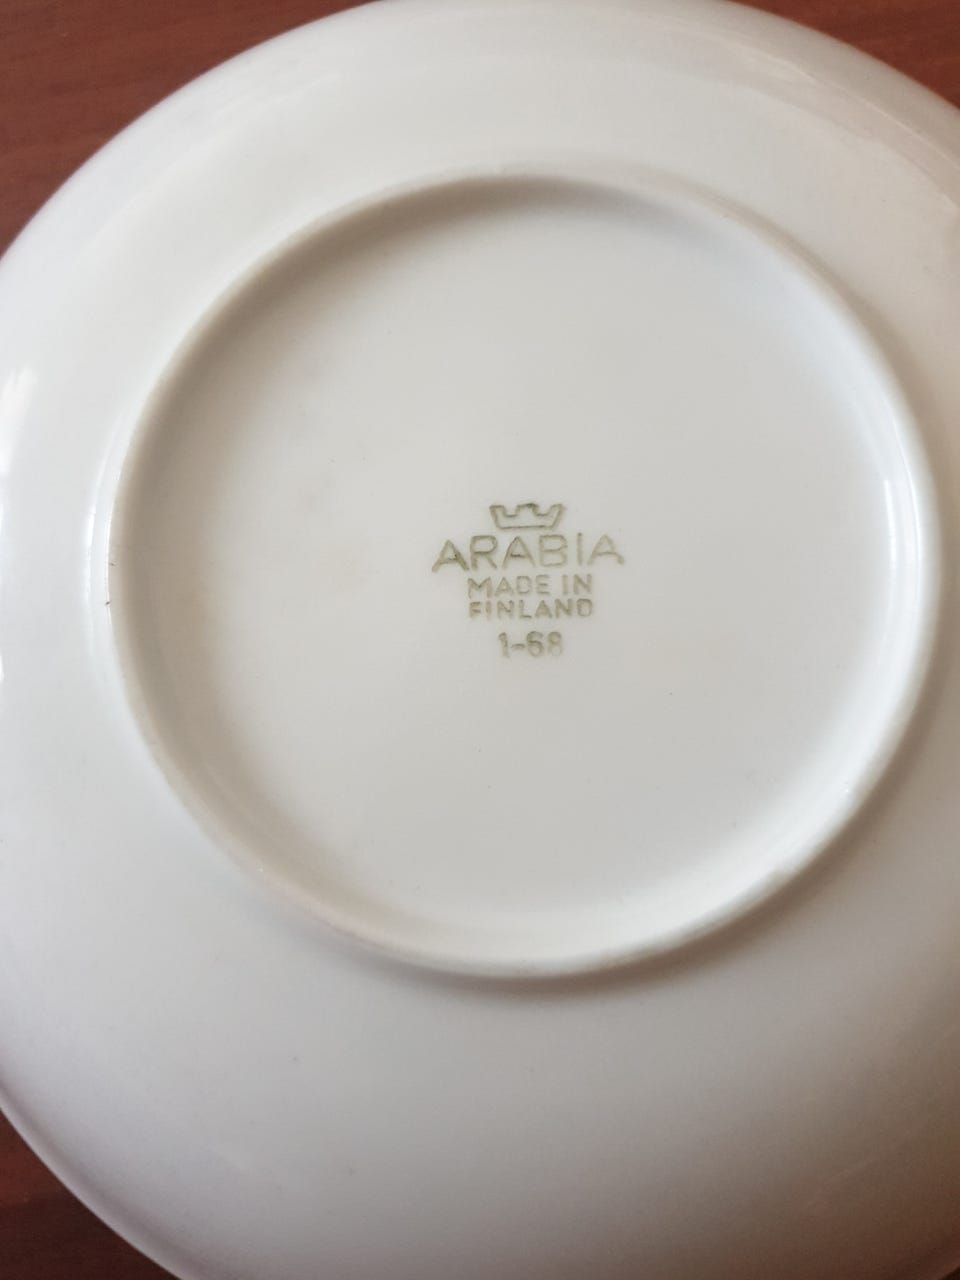 ARABIA
MADE IN
FINLAND
1-68